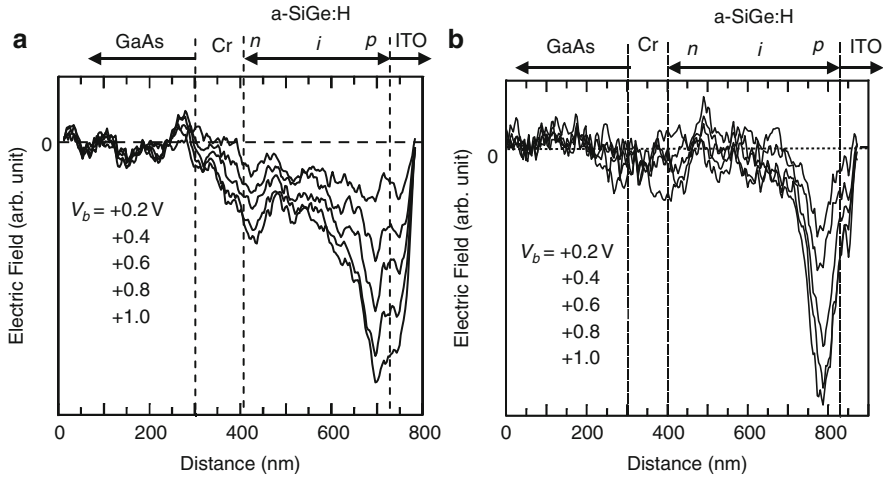 a
a-SiGe:H
GaAs Cr n i p ITO
0
Electric Field (arb. unit)
V_b = +0.2 V
+0.4
+0.6
+0.8
+1.0
0 200 400 600 800
Distance (nm)
b
a-SiGe:H
GaAs Cr n i p ITO
0
Electric Field (arb. unit)
V_b = +0.2 V
+0.4
+0.6
+0.8
+1.0
0 200 400 600 800
Distance (nm)